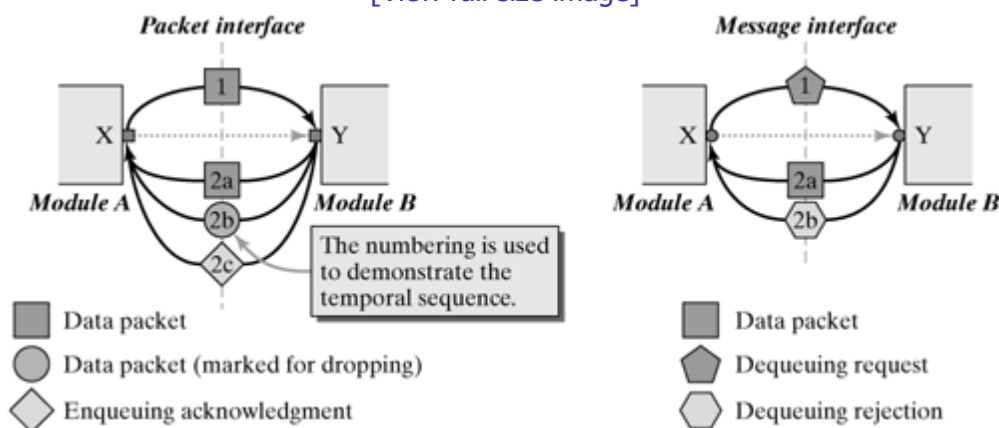 Packet interface
1
X
Y
2a
Module A
Module B
2b
2c
The numbering is used
to demonstrate the
temporal sequence.
Data packet
Data packet (marked for dropping)
Enqueuing acknowledgment
Message interface
1
X
Y
2a
Module A
Module B
2b
Data packet
Dequeuing request
Dequeuing rejection